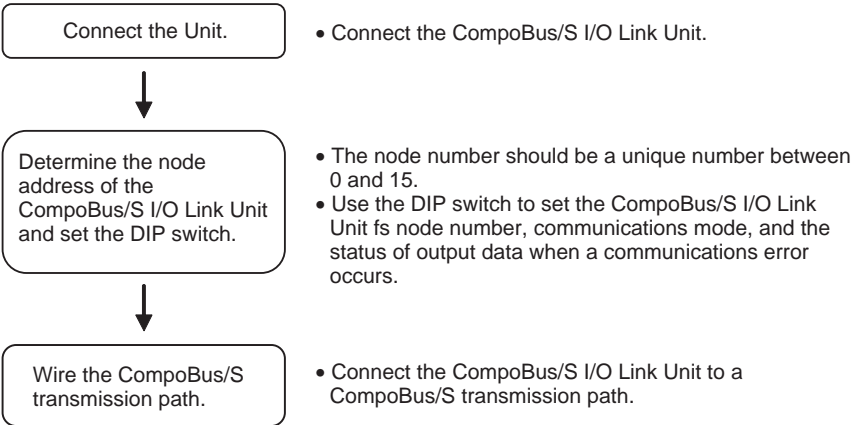 Connect the Unit.
• Connect the CompoBus/S I/O Link Unit.
Determine the node
address of the
CompoBus/S I/O Link Unit
and set the DIP switch.
• The node number should be a unique number between
0 and 15.
• Use the DIP switch to set the CompoBus/S I/O Link
Unit fs node number, communications mode, and the
status of output data when a communications error
occurs.
Wire the CompoBus/S
transmission path.
• Connect the CompoBus/S I/O Link Unit to a
CompoBus/S transmission path.